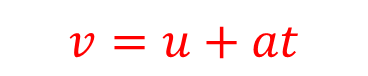 v = u + at